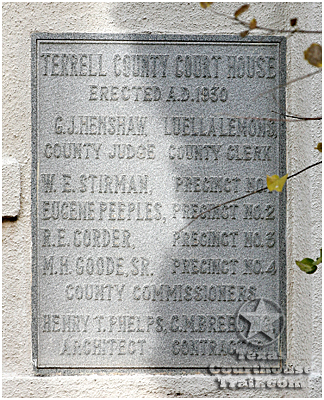 TERRELL COUNTY COURT HOUSE
ERECTED A.D. 1930
G.J. HENSHAW, LUELLA LEMONS,
COUNTY JUDGE COUNTY CLERK
W. E. STIRMAN, PRECINCT NO.
EUGENE PEEPLES, PRECINCT NO. 2
R. E. CORDER, PRECINCT NO. 3
M. H. GOODE, SR. PRECINCT NO. 4
COUNTY COMMISSIONERS
HENRY T. PHELPS, C. M.
ARCHITECT
Texas
Courthouse
Trail.com